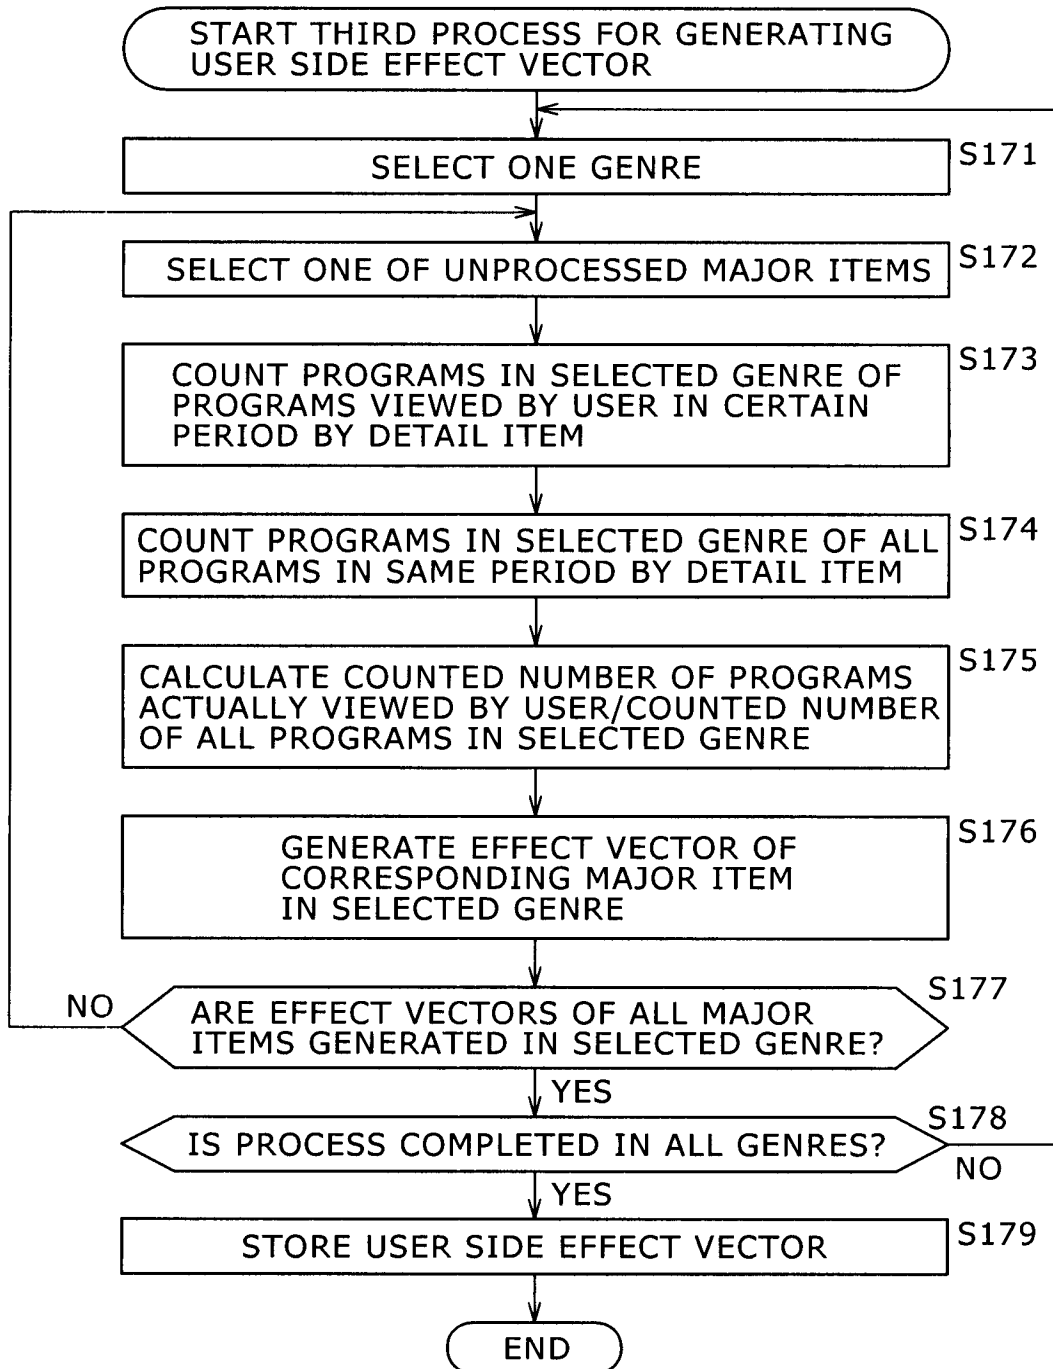 START THIRD PROCESS FOR GENERATING
USER SIDE EFFECT VECTOR
SELECT ONE GENRE
S171
SELECT ONE OF UNPROCESSED MAJOR ITEMS
S172
COUNT PROGRAMS IN SELECTED GENRE OF
PROGRAMS VIEWED BY USER IN CERTAIN
PERIOD BY DETAIL ITEM
S173
COUNT PROGRAMS IN SELECTED GENRE OF ALL
PROGRAMS IN SAME PERIOD BY DETAIL ITEM
S174
CALCULATE COUNTED NUMBER OF PROGRAMS
ACTUALLY VIEWED BY USER/COUNTED NUMBER
OF ALL PROGRAMS IN SELECTED GENRE
S175
GENERATE EFFECT VECTOR OF
CORRESPONDING MAJOR ITEM
IN SELECTED GENRE
S176
NO
ARE EFFECT VECTORS OF ALL MAJOR
ITEMS GENERATED IN SELECTED GENRE?
S177
YES
IS PROCESS COMPLETED IN ALL GENRES?
S178
NO
YES
STORE USER SIDE EFFECT VECTOR
S179
END